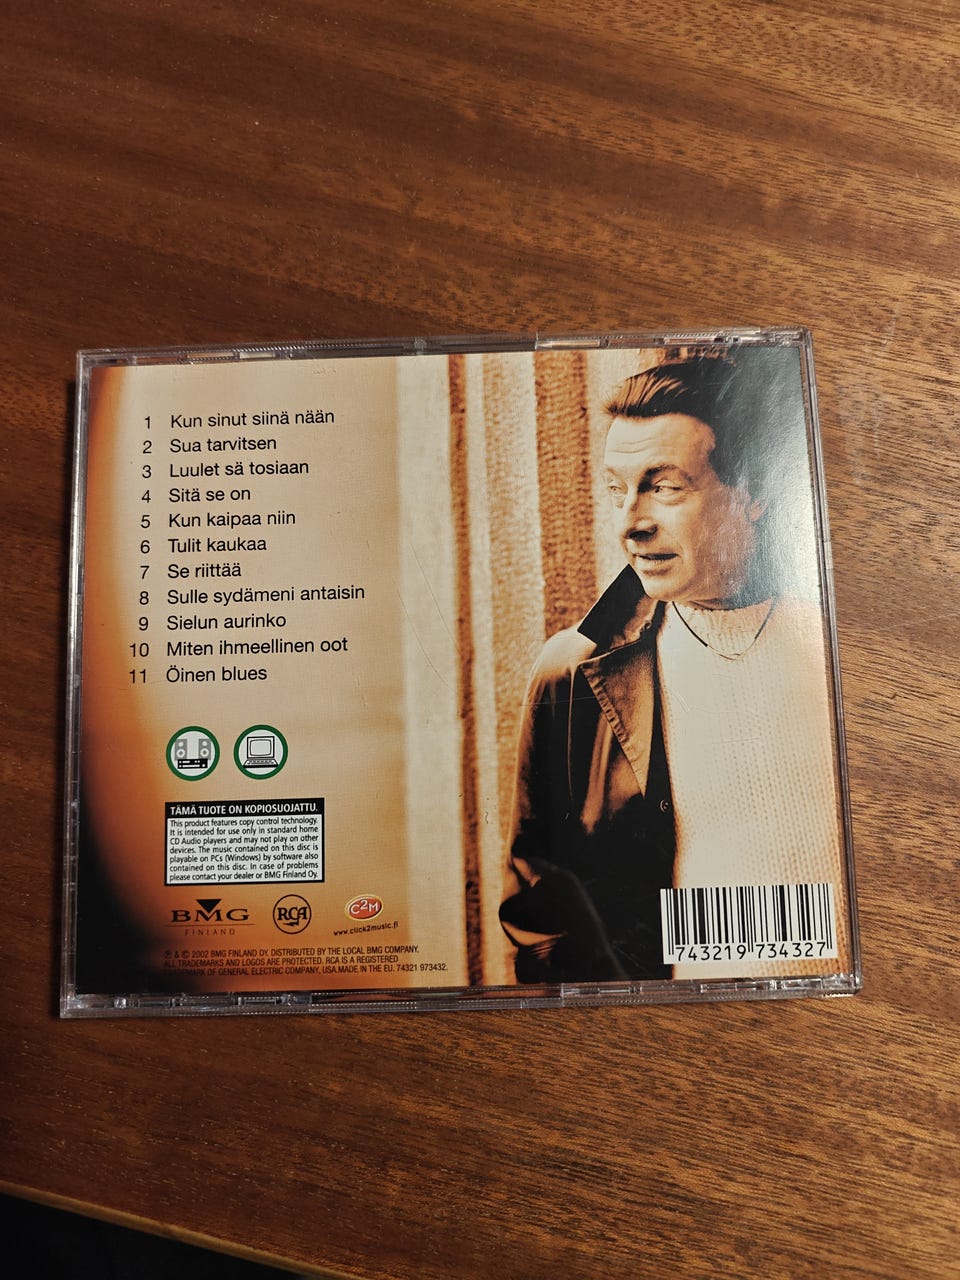 1 Kun sinut siinä nään
2 Sua tarvitsen
3 Luulet sä tosiaan
4 Sitä se on
5 Kun kaipaa niin
6 Tulit kaukaa
7 Se riittää
8 Sulle sydämeni antaisin
9 Sielun aurinko
10 Miten ihmeellinen oot
11 Öinen blues
TÄMÄ TUOTE ON KOPIOSUOJATTU.
This product features copy control technology.
It is intended for use only in standard home
CD Audio players and may not play on other
devices. The music contained on this disc is
playable on PCs (Windows) by software also
contained on this disc. In case of problems
please contact your dealer or BMG Finland Oy.
BMG
FINLAND
RCA
C2M
www.click2music.fi
℗ & © 2002 BMG FINLAND OY. DISTRIBUTED BY THE LOCAL BMG COMPANY.
ALL TRADEMARKS AND LOGOS ARE PROTECTED. RCA IS A REGISTERED
TRADEMARK OF GENERAL ELECTRIC COMPANY, USA.MADE IN THE EU. 74321 973432.
743219 734327